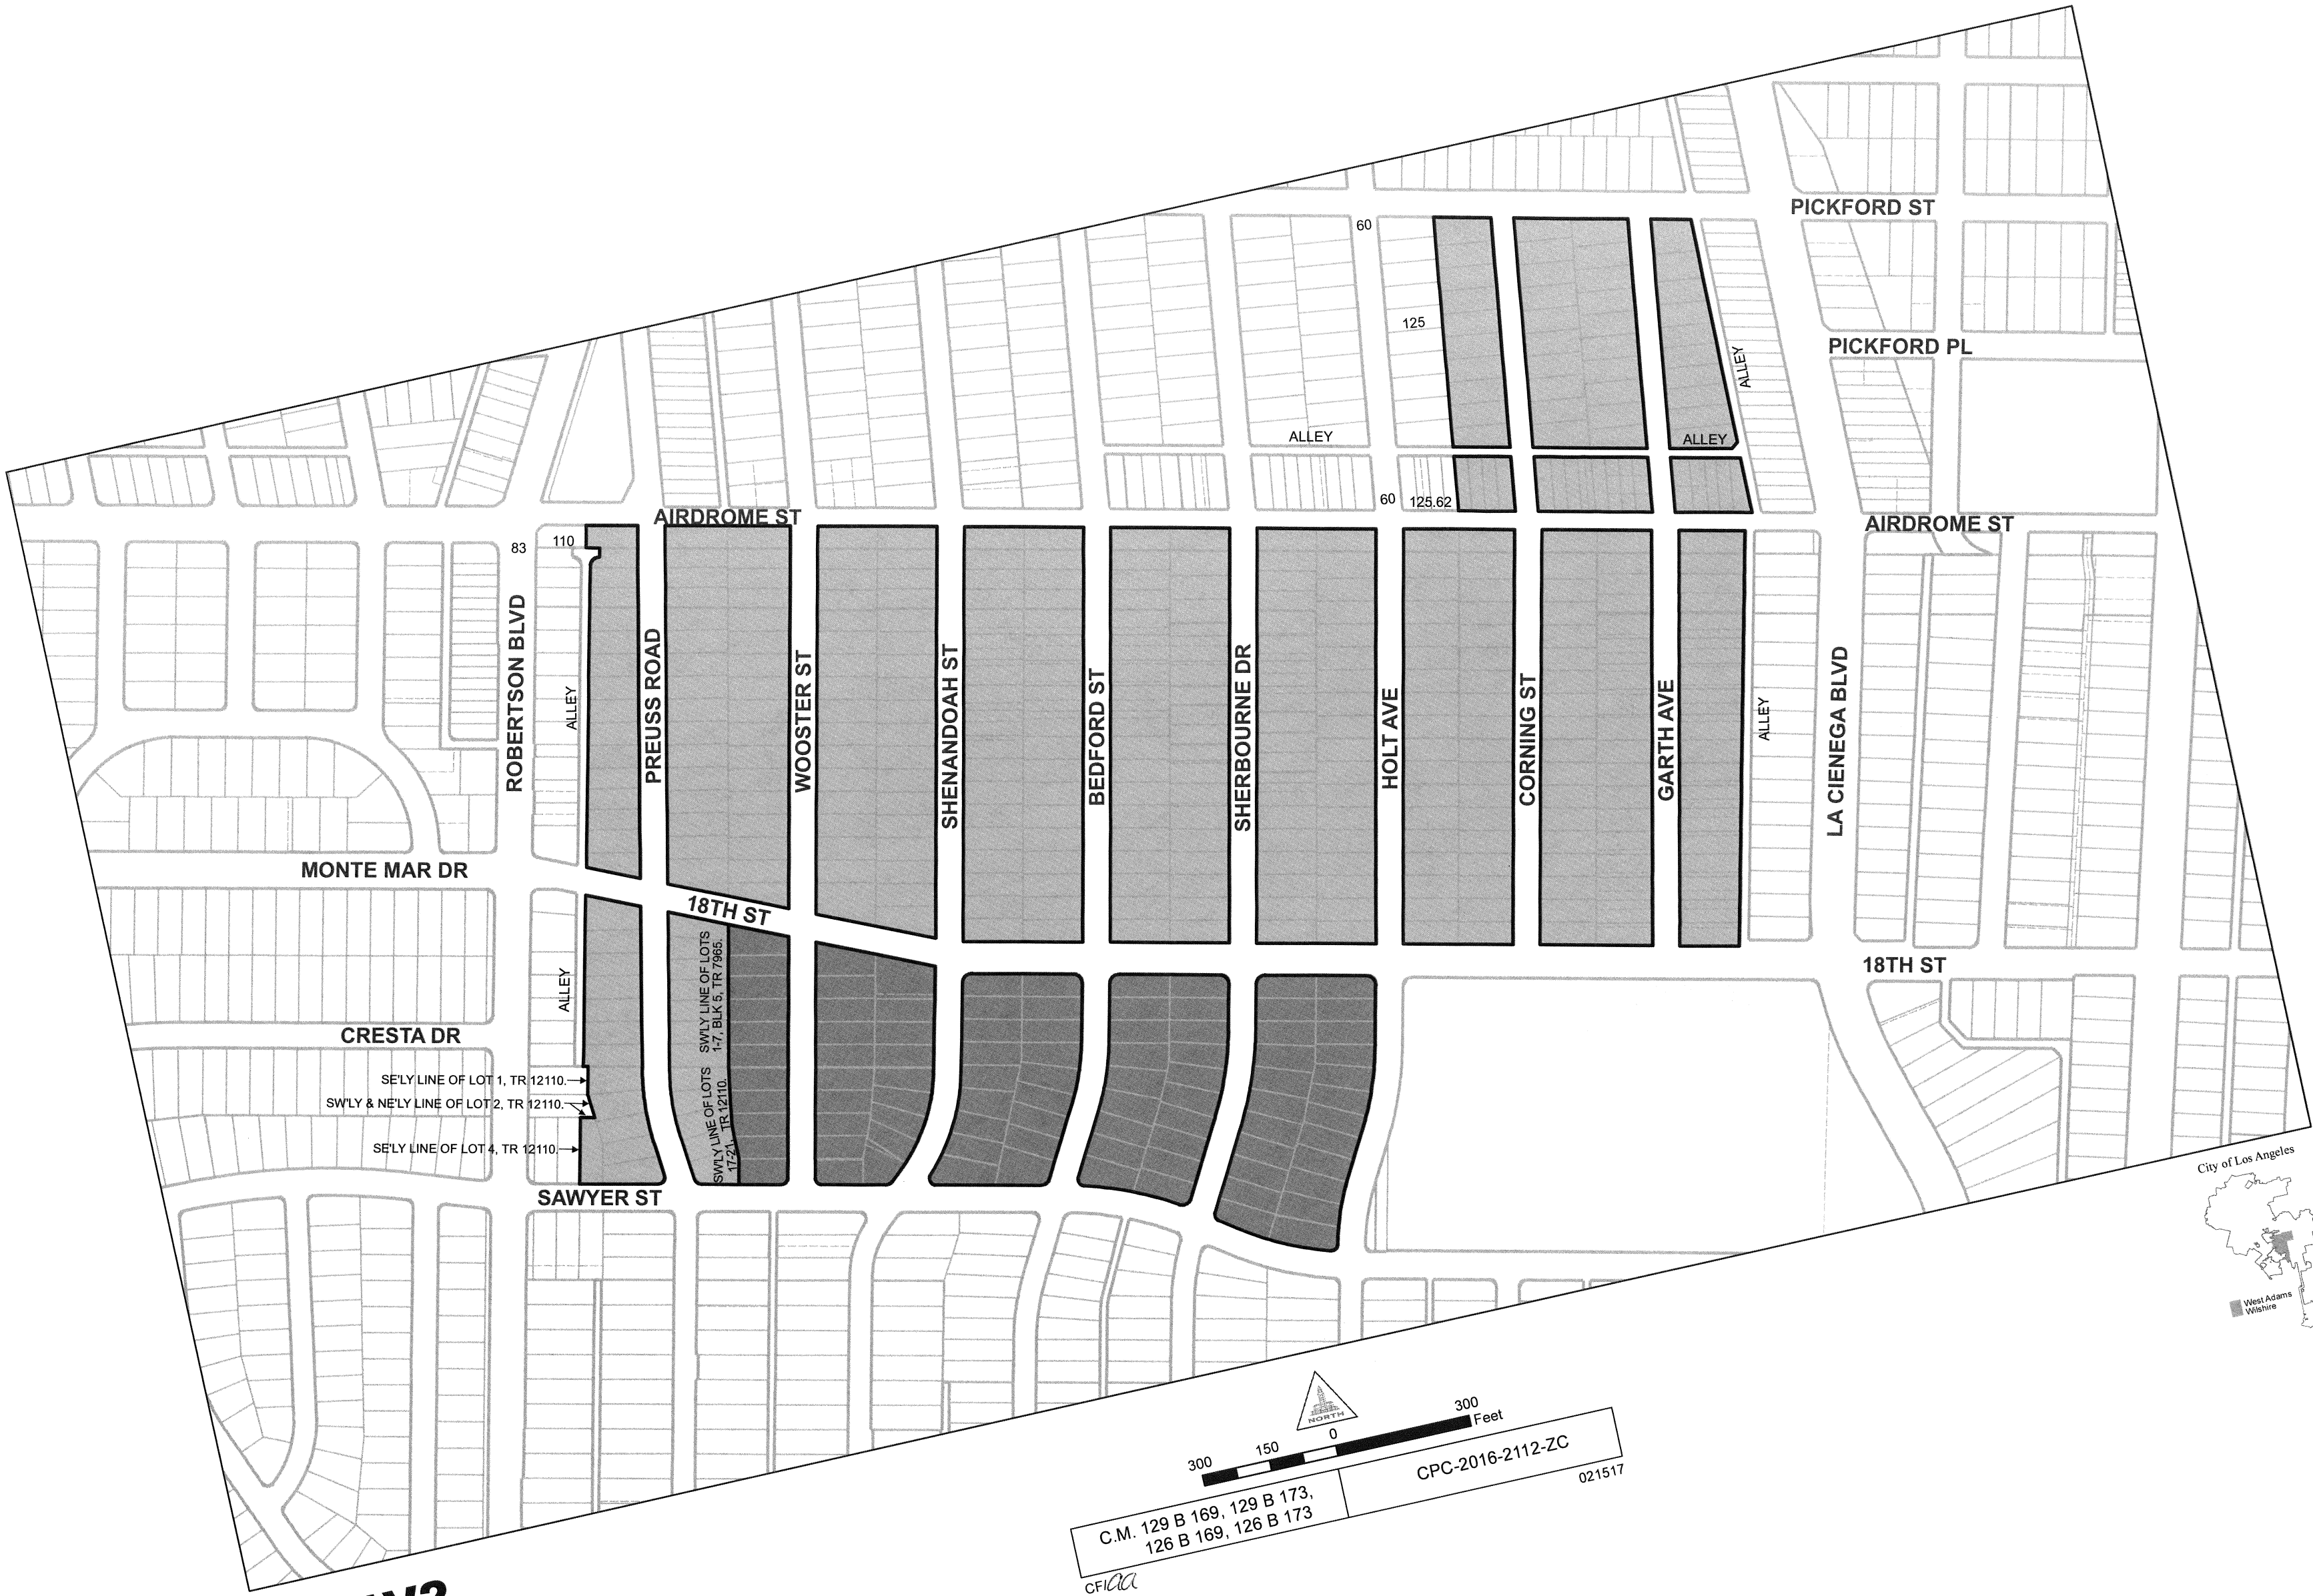 PICKFORD ST
60
125
PICKFORD PL
ALLEY
ALLEY
ALLEY
60
125.62
AIRDROME ST
AIRDROME ST
110
83
ROBERTSON BLVD
ALLEY
PREUSS ROAD
WOOSTER ST
SHENANDOAH ST
BEDFORD ST
SHERBOURNE DR
HOLT AVE
CORNING ST
GARTH AVE
ALLEY
LA CIENEGA BLVD
MONTE MAR DR
18TH ST
18TH ST
ALLEY
SW'LY LINE OF LOTS
1-7, BLK 5, TR 7965.
CRESTA DR
SE'LY LINE OF LOT 1, TR 12110.
SW'LY & NE'LY LINE OF LOT 2, TR 12110.
SW'LY LINE OF LOTS
17-21, TR 12110.
SE'LY LINE OF LOT 4, TR 12110.
SAWYER ST
City of Los Angeles
West Adams
Wilshire
NORTH
300
150
0
300
Feet
C.M. 129 B 169, 129 B 173,
126 B 169, 126 B 173
CPC-2016-2112-ZC
021517
CF/aa